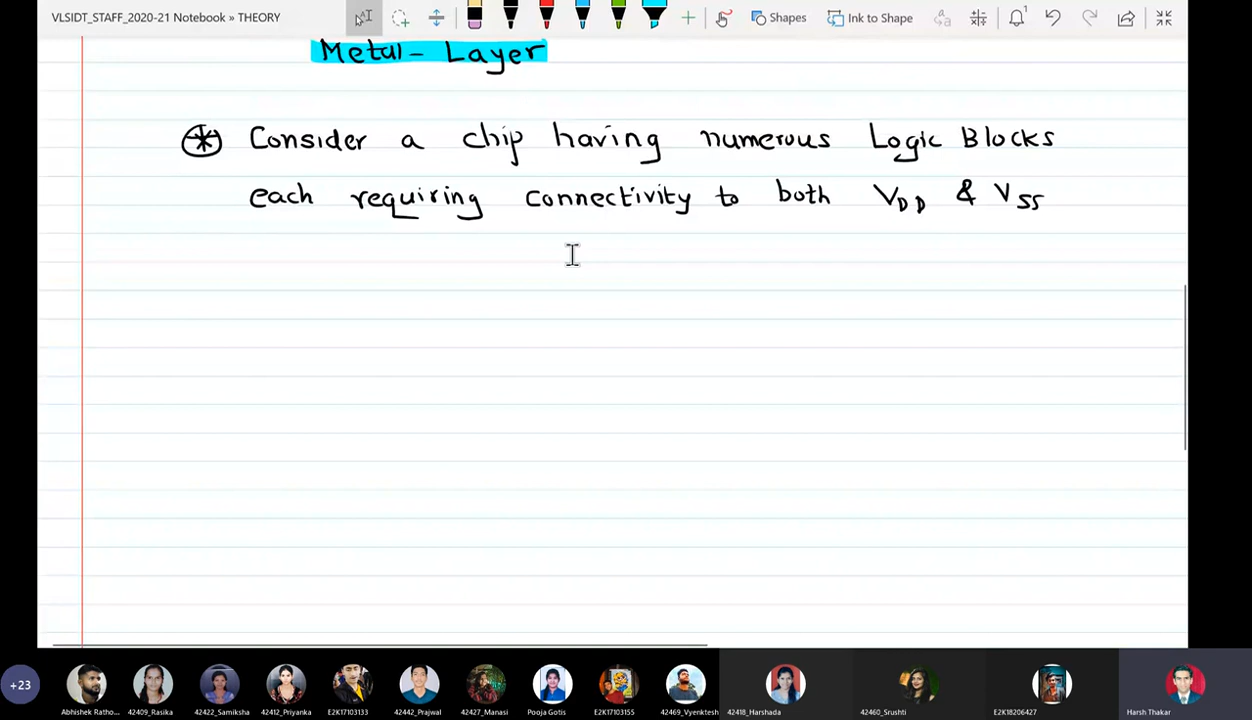 VLSIDT_STAFF_2020-21 Notebook » THEORY
Shapes
Ink to Shape
Metal - Layer
Consider a chip having numerous Logic Blocks
each requiring connectivity to both VDD & VSS
+23
Abhishek Ratho...
42409_Rasika
42422_Samiksha
42412_Priyanka
E2K17103133
42442_Prajwal
42427_Manasi
Pooja Gotis
E2K17103155
42469_Vyenktesh
42418_Harshada
42460_Srushti
E2K18206427
Harsh Thakar